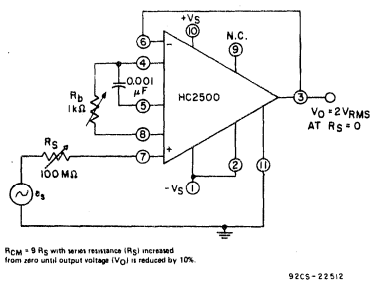 +VS
10
N.C.
9
6
−
4
0.001
µF
Rb
1kΩ
5
HC2500
3
VO = 2VRMS
AT RS = 0
8
RS
7
+
100 MΩ
2
11
es
−VS
1
RCM = 9 RS with series resistance (RS) increased
from zero until output voltage (VO) is reduced by 10%.
92CS-22512